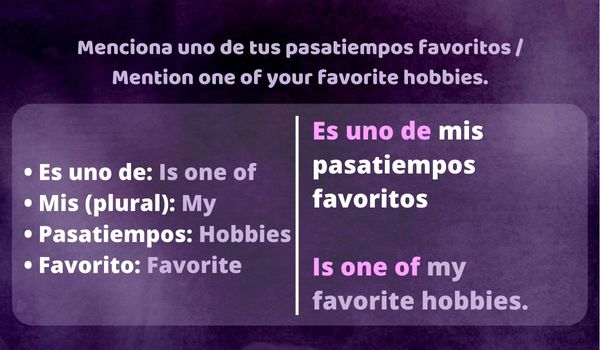 Menciona uno de tus pasatiempos favoritos /
Mention one of your favorite hobbies.
• Es uno de: Is one of
• Mis (plural): My
• Pasatiempos: Hobbies
• Favorito: Favorite
Es uno de mis
pasatiempos
favoritos
Is one of my
favorite hobbies.